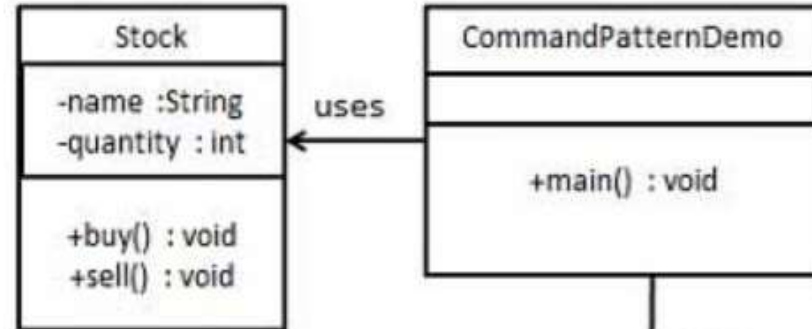 Stock
-name :String
-quantity : int
+buy() : void
+sell() : void
uses
CommandPatternDemo
+main() : void